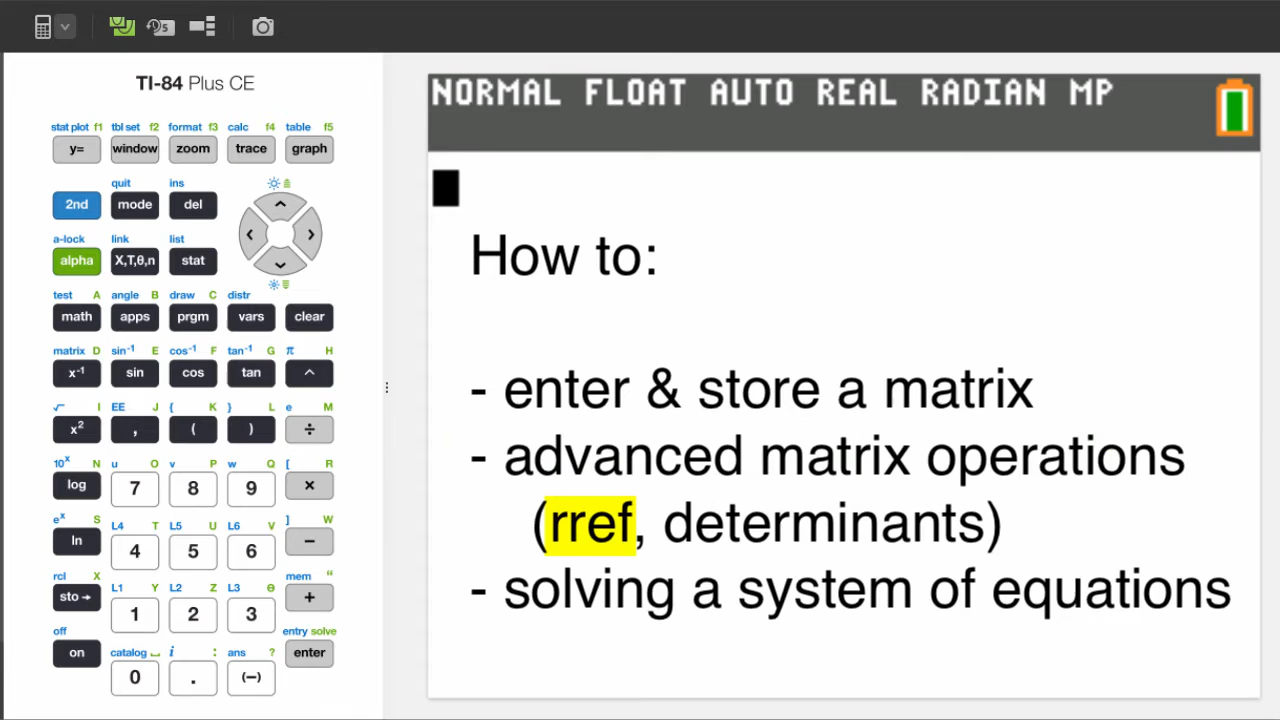 TI-84 Plus CE
stat plot f1 tbl set f2 format f3 calc f4 table f5
y= window zoom trace graph
quit ins
2nd mode del
a-lock link list
alpha X,T,θ,n stat
test A angle B draw C distr
math apps prgm vars clear
matrix D sin⁻¹ E cos⁻¹ F tan⁻¹ G π H
x⁻¹ sin cos tan ^
√ I EE J { K } L e M
x² , ( ) ÷
10ˣ N u O v P w Q [ R
log 7 8 9 ×
eˣ S L4 T L5 U L6 V ] W
ln 4 5 6 −
rcl X L1 Y L2 Z L3 θ mem “
sto→ 1 2 3 +
off catalog ␣ i : ans ? entry solve
on 0 . (−) enter
5
NORMAL FLOAT AUTO REAL RADIAN MP
How to:
- enter & store a matrix
- advanced matrix operations
(rref, determinants)
- solving a system of equations